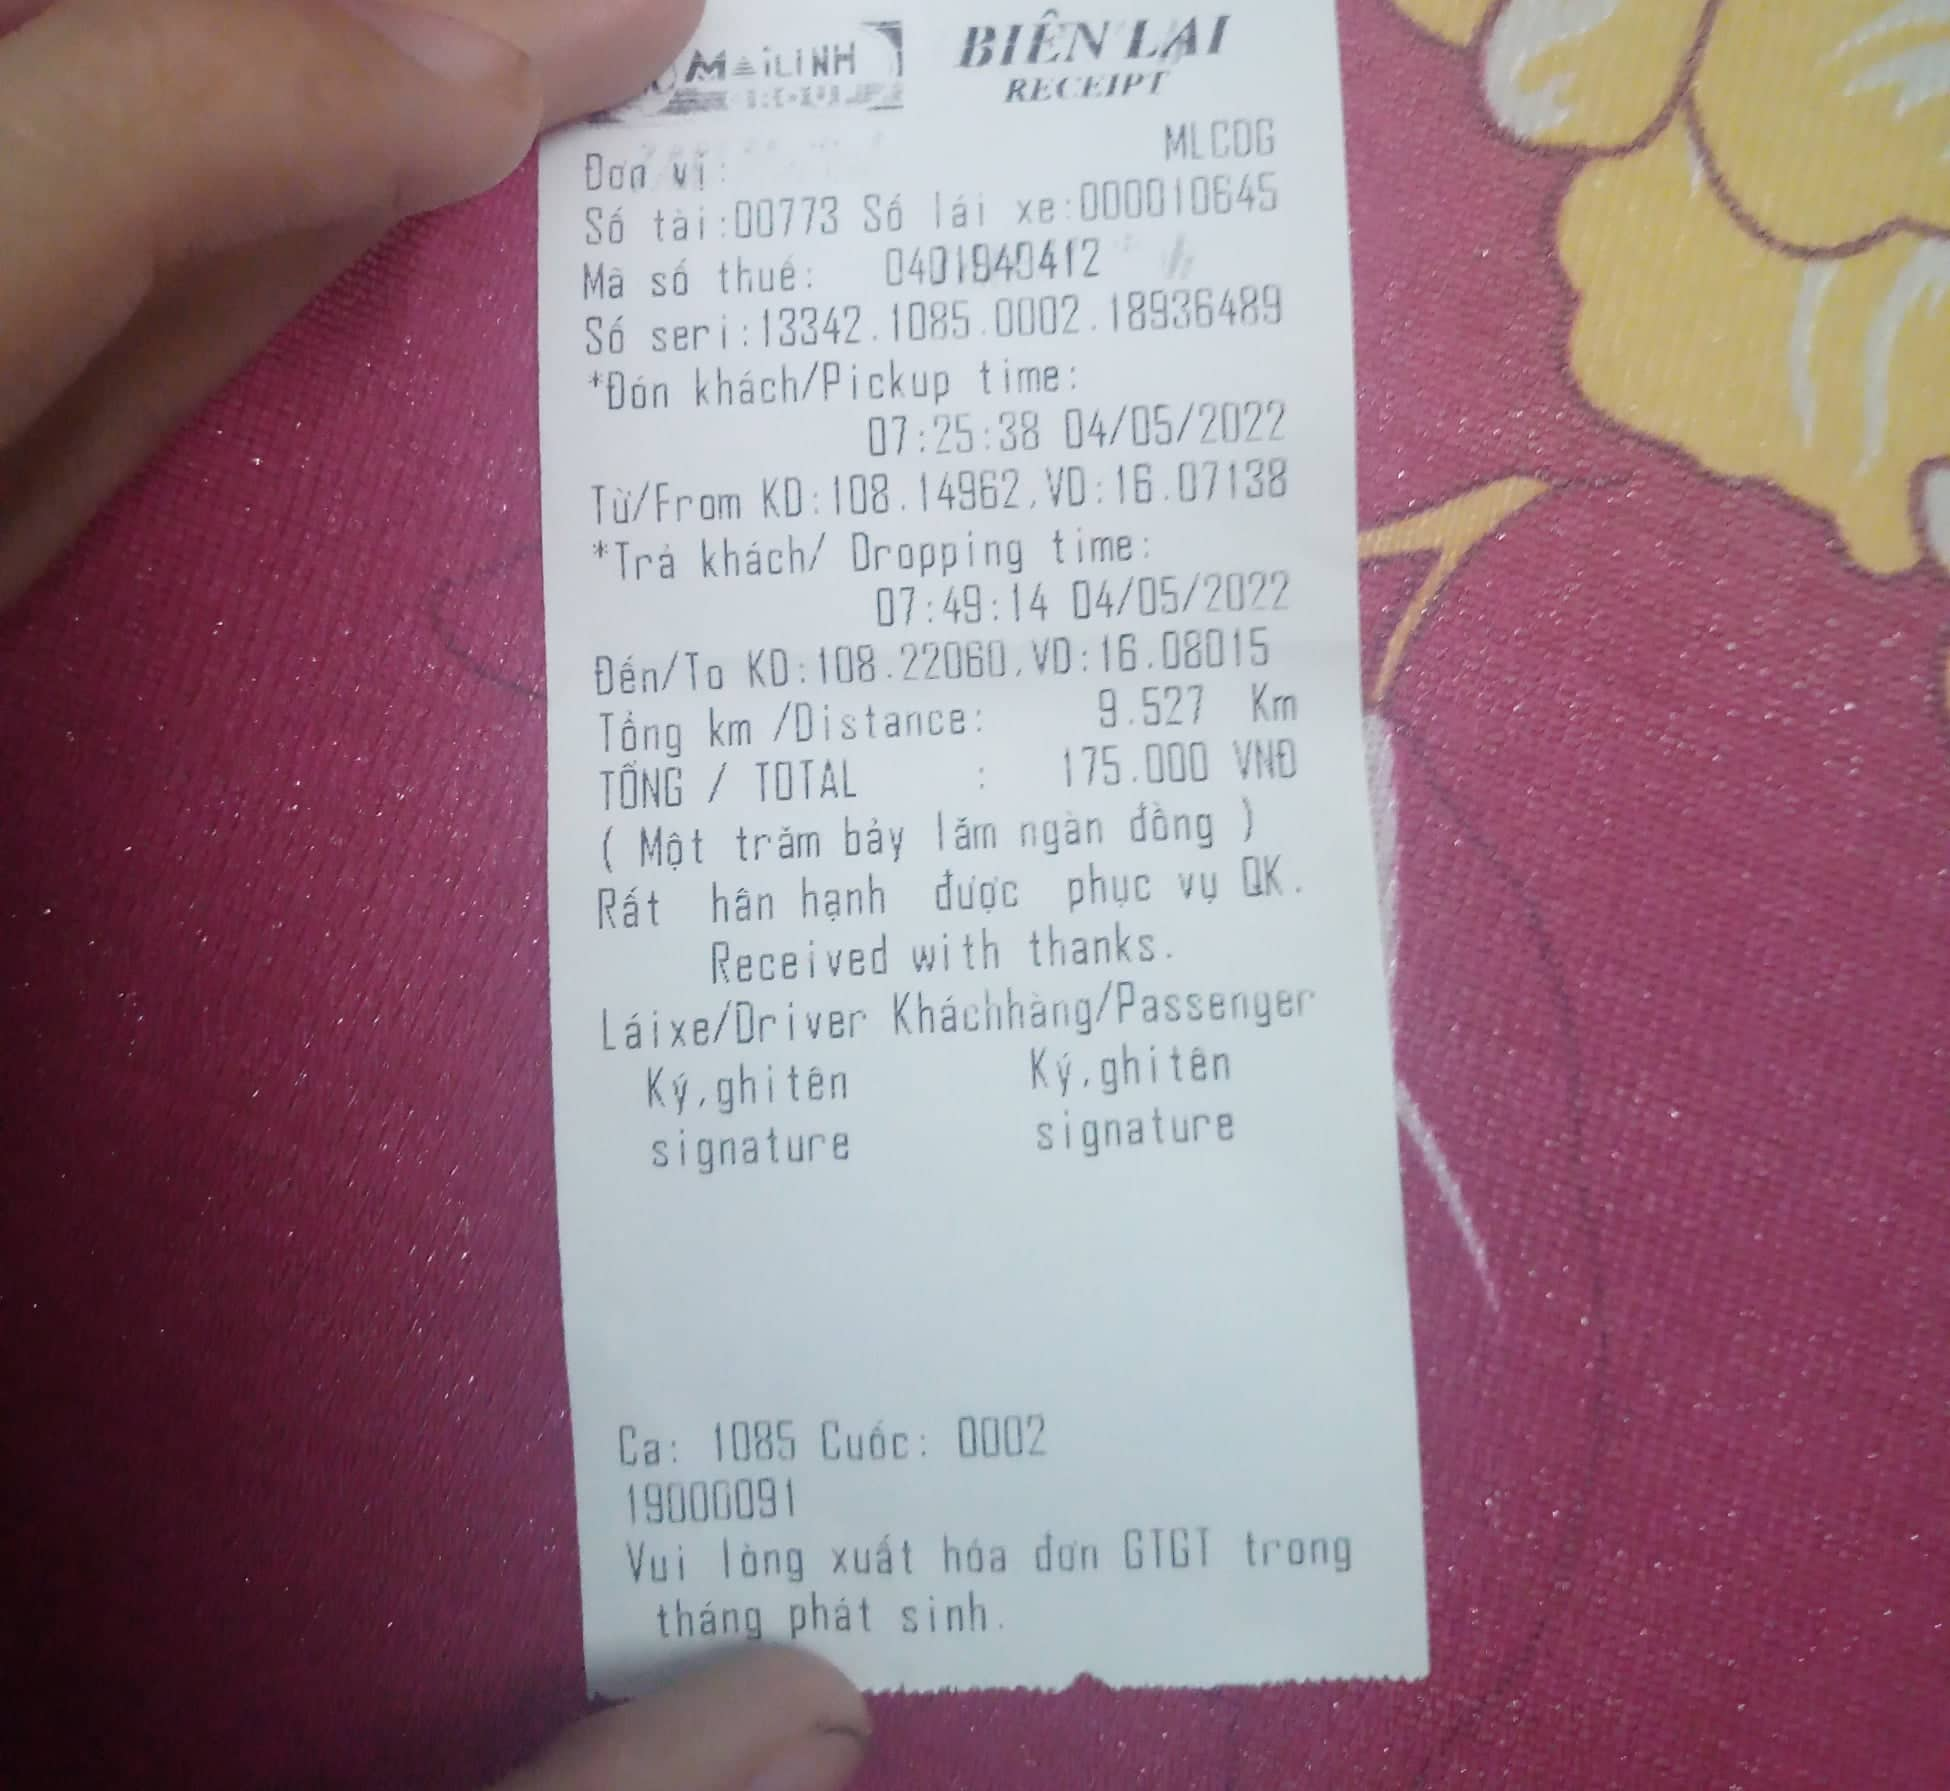 MAILINH
BIÊN LAI
RECEIPT
Đơn vị: MLCDG
Số tài:00773 Số lái xe:000010645
Mã số thuế: 0401940412
Số seri:13342.1085.0002.18936489
*Đón khách/Pickup time:
07:25:38 04/05/2022
Từ/From KD:108.14962,VD:16.07138
*Trả khách/ Dropping time:
07:49:14 04/05/2022
Đến/To KD:108.22060,VD:16.08015
Tổng km /Distance: 9.527 Km
TỔNG / TOTAL : 175.000 VNĐ
( Một trăm bảy lăm ngàn đồng )
Rất hân hạnh được phục vụ QK.
Received with thanks.
Láixe/Driver Kháchhàng/Passenger
Ký,ghitên Ký,ghitên
signature signature
Ca: 1085 Cuốc: 0002
19000091
Vui lòng xuất hóa đơn GTGT trong
tháng phát sinh.